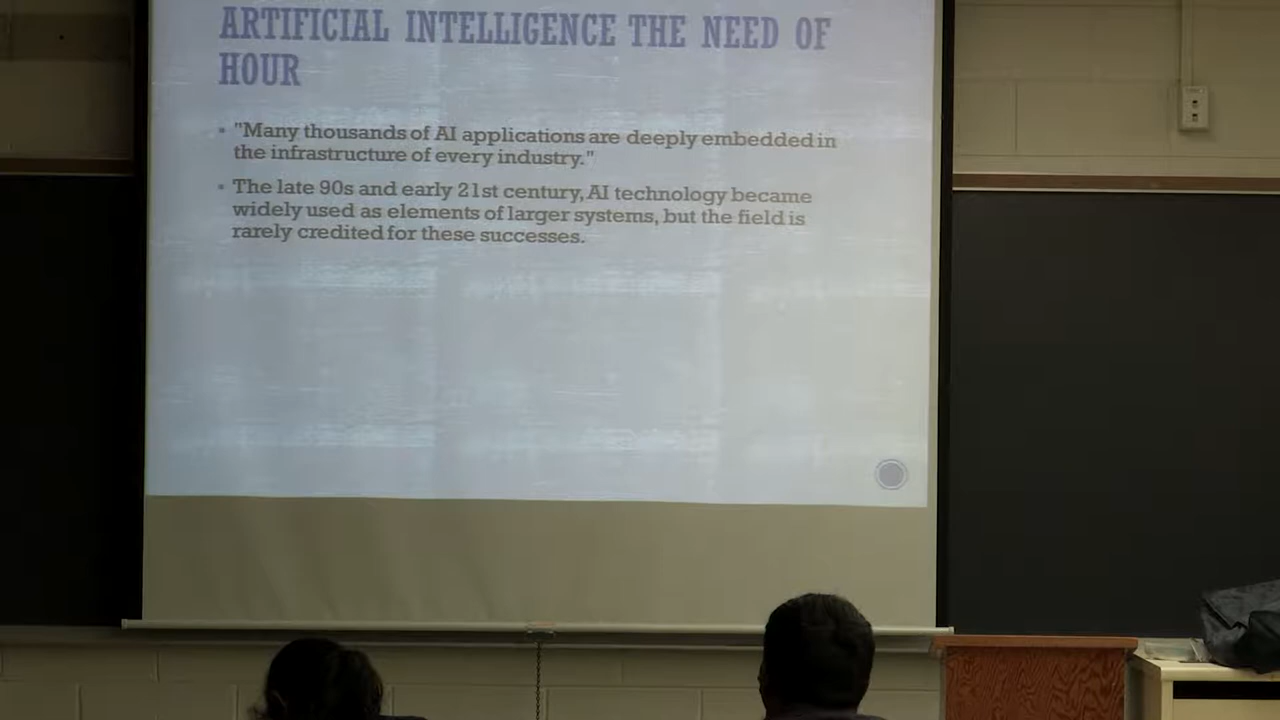 ARTIFICIAL INTELLIGENCE THE NEED OF
HOUR
"Many thousands of AI applications are deeply embedded in
the infrastructure of every industry."
The late 90s and early 21st century, AI technology became
widely used as elements of larger systems, but the field is
rarely credited for these successes.